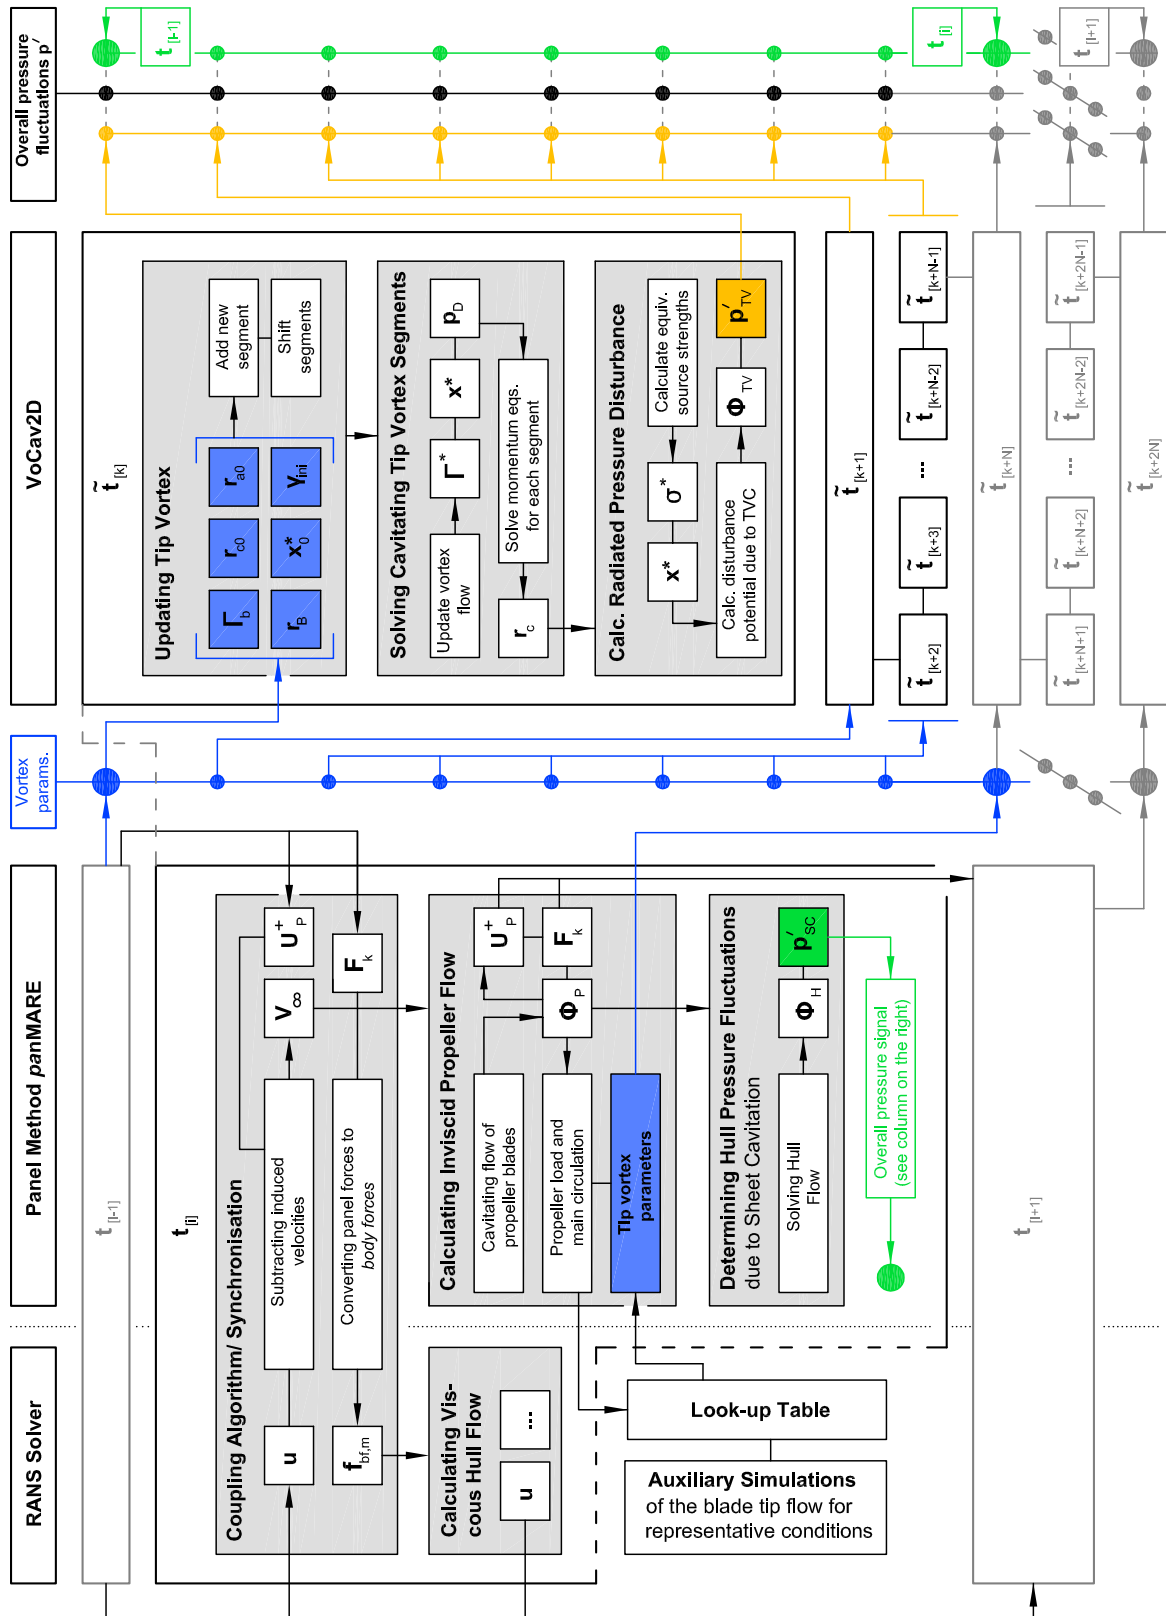 RANS Solver
Panel Method panMARE
Vortex
params.
VoCav2D
Overall pressure
fluctuations p′
t[i-1]
t[i]
Coupling Algorithm/ Synchronisation
u
Subtracting induced
velocities
V∞
U+P
fbf,m
Converting panel forces to
body forces
Fk
Calculating Vis-
cous Hull Flow
u
...
Calculating Inviscid Propeller Flow
Cavitating flow of
propeller blades
U+P
Propeller load and
main circulation
ΦP
Fk
TIp vortex
parameters
Look-up Table
Auxiliary Simulations
of the blade tip flow for
representative conditions
Determining Hull Pressure Fluctuations
due to Sheet Cavitation
Solving Hull
Flow
ΦH
p′SC
Overall pressure signal
(see column on the right)
t[i+1]
t̃[k]
Updating Tip Vortex
Γb
rc0
ra0
rB
x*0
γini
Add new
segment
Shift
segments
Solving Cavitating Tip Vortex Segments
Update vortex
flow
Γ*
x*
pD
rc
Solve momentum eqs.
for each segment
Calc. Radiated Pressure Disturbance
x*
σ*
Calculate equiv.
source strengths
Calc. disturbance
potential due to TVC
ΦTV
p′TV
t̃[k+1]
t̃[k+2]
t̃[k+3]
...
t̃[k+N-2]
t̃[k+N-1]
t̃[k+N]
t̃[k+N+1]
t̃[k+N+2]
...
t̃[k+2N-2]
t̃[k+2N-1]
t̃[k+2N]
t[i-1]
t[i]
t[i+1]